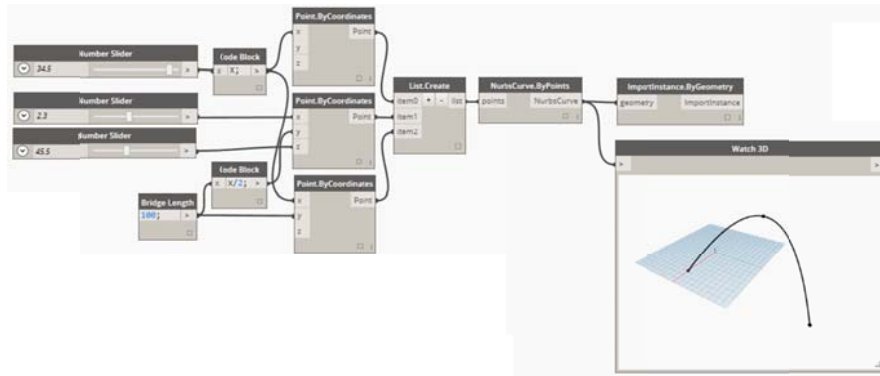 Number Slider
34.5
>
Code Block
x x; >
Point.ByCoordinates
x Point
y
z
Number Slider
2.3
>
Number Slider
45.5
>
Point.ByCoordinates
x Point
y
z
Code Block
x x/2; >
Bridge Length
100; >
Point.ByCoordinates
x Point
y
z
List.Create
item0 + - list
item1
item2
NurbsCurve.ByPoints
points NurbsCurve
ImportInstance.ByGeometry
geometry ImportInstance
Watch 3D
> >